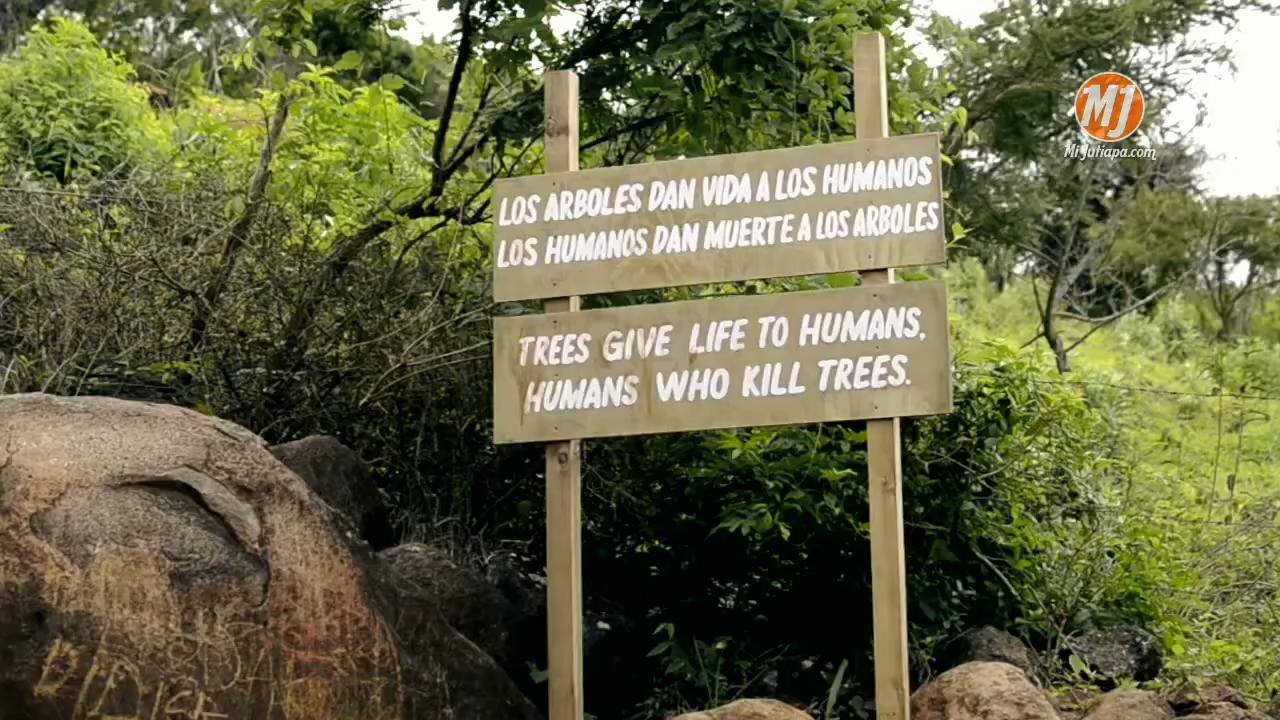 MJ
MiJutiapa.com
LOS ARBOLES DAN VIDA A LOS HUMANOS
LOS HUMANOS DAN MUERTE A LOS ARBOLES
TREES GIVE LIFE TO HUMANS,
HUMANS WHO KILL TREES.